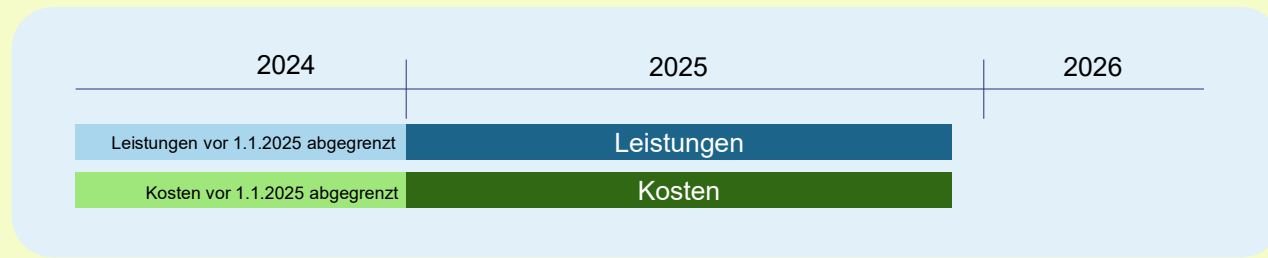 2024
2025
2026
Leistungen vor 1.1.2025 abgegrenzt
Leistungen
Kosten vor 1.1.2025 abgegrenzt
Kosten